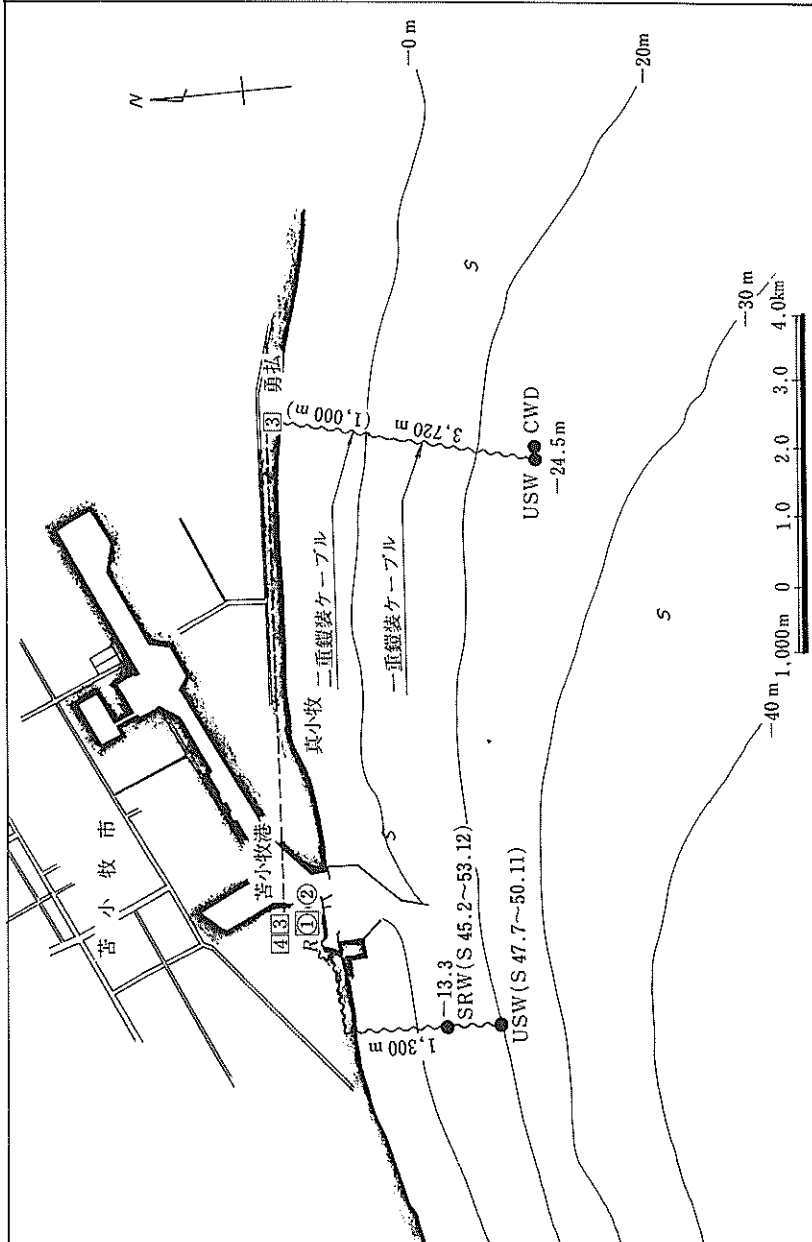 N
苫小牧市
苫小牧港
4 3
R ① ②
真小牧
3 勇払
二重鎧装ケーブル
(1,000 m)
一重鎧装ケーブル
3,720 m
USW CWD
−24.5m
1,300 m
−13.3
SRW(S 45.2～53.12)
USW(S 47.7～50.11)
S
S
S
−0m
−20m
−30 m
−40 m
1,000m 0 1.0 2.0 3.0 4.0km